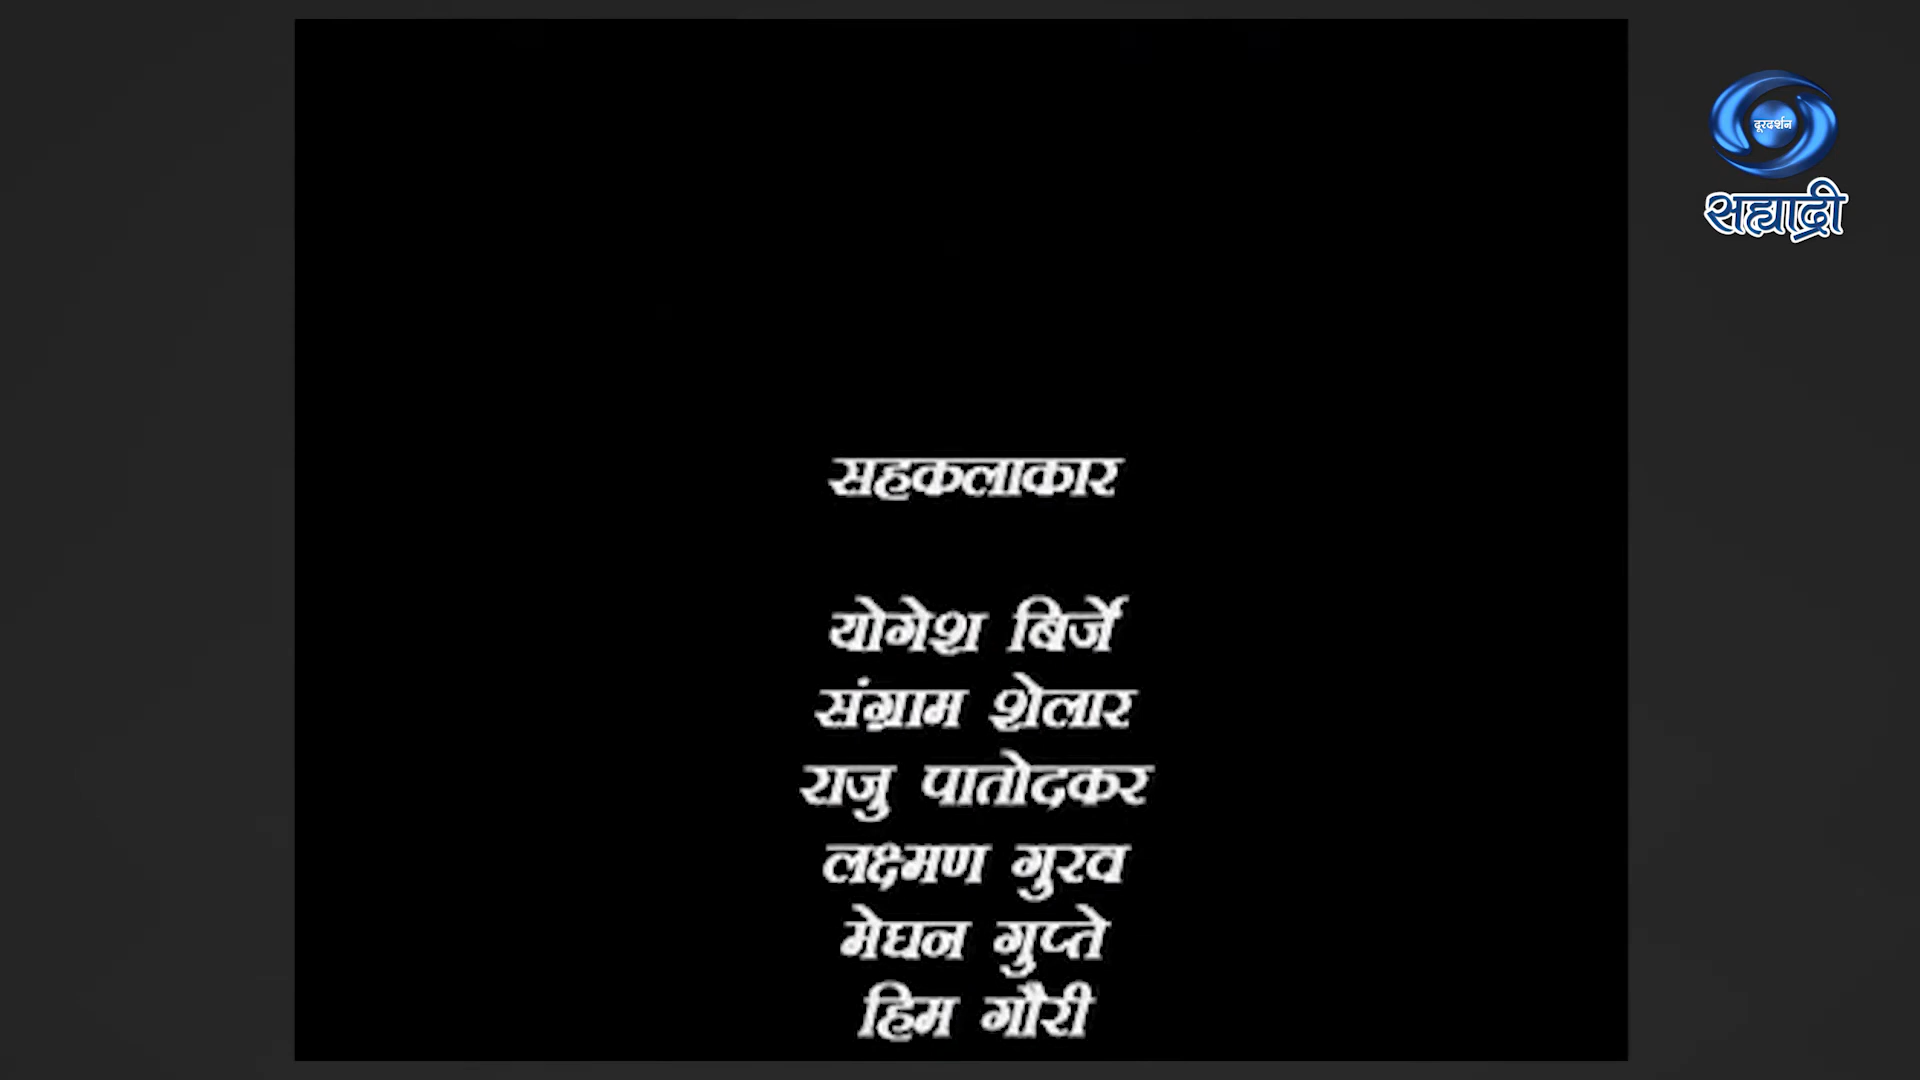 दूरदर्शन
सह्याद्री
सहकलाकार
योगेश बिर्जे
संग्राम शेलार
राजु पातोदकर
लक्ष्मण गुरव
मेघन गुप्ते
हिम गौरी